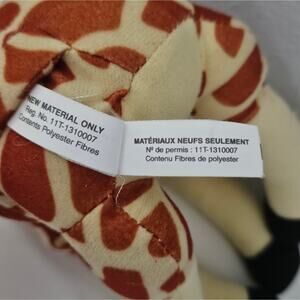 NEW MATERIAL ONLY
Reg. No. 11T-1310007
Contents Polyester Fibres
MATÉRIAUX NEUFS SEULEMENT
Nº de permis : 11T-1310007
Contenu Fibres de polyester